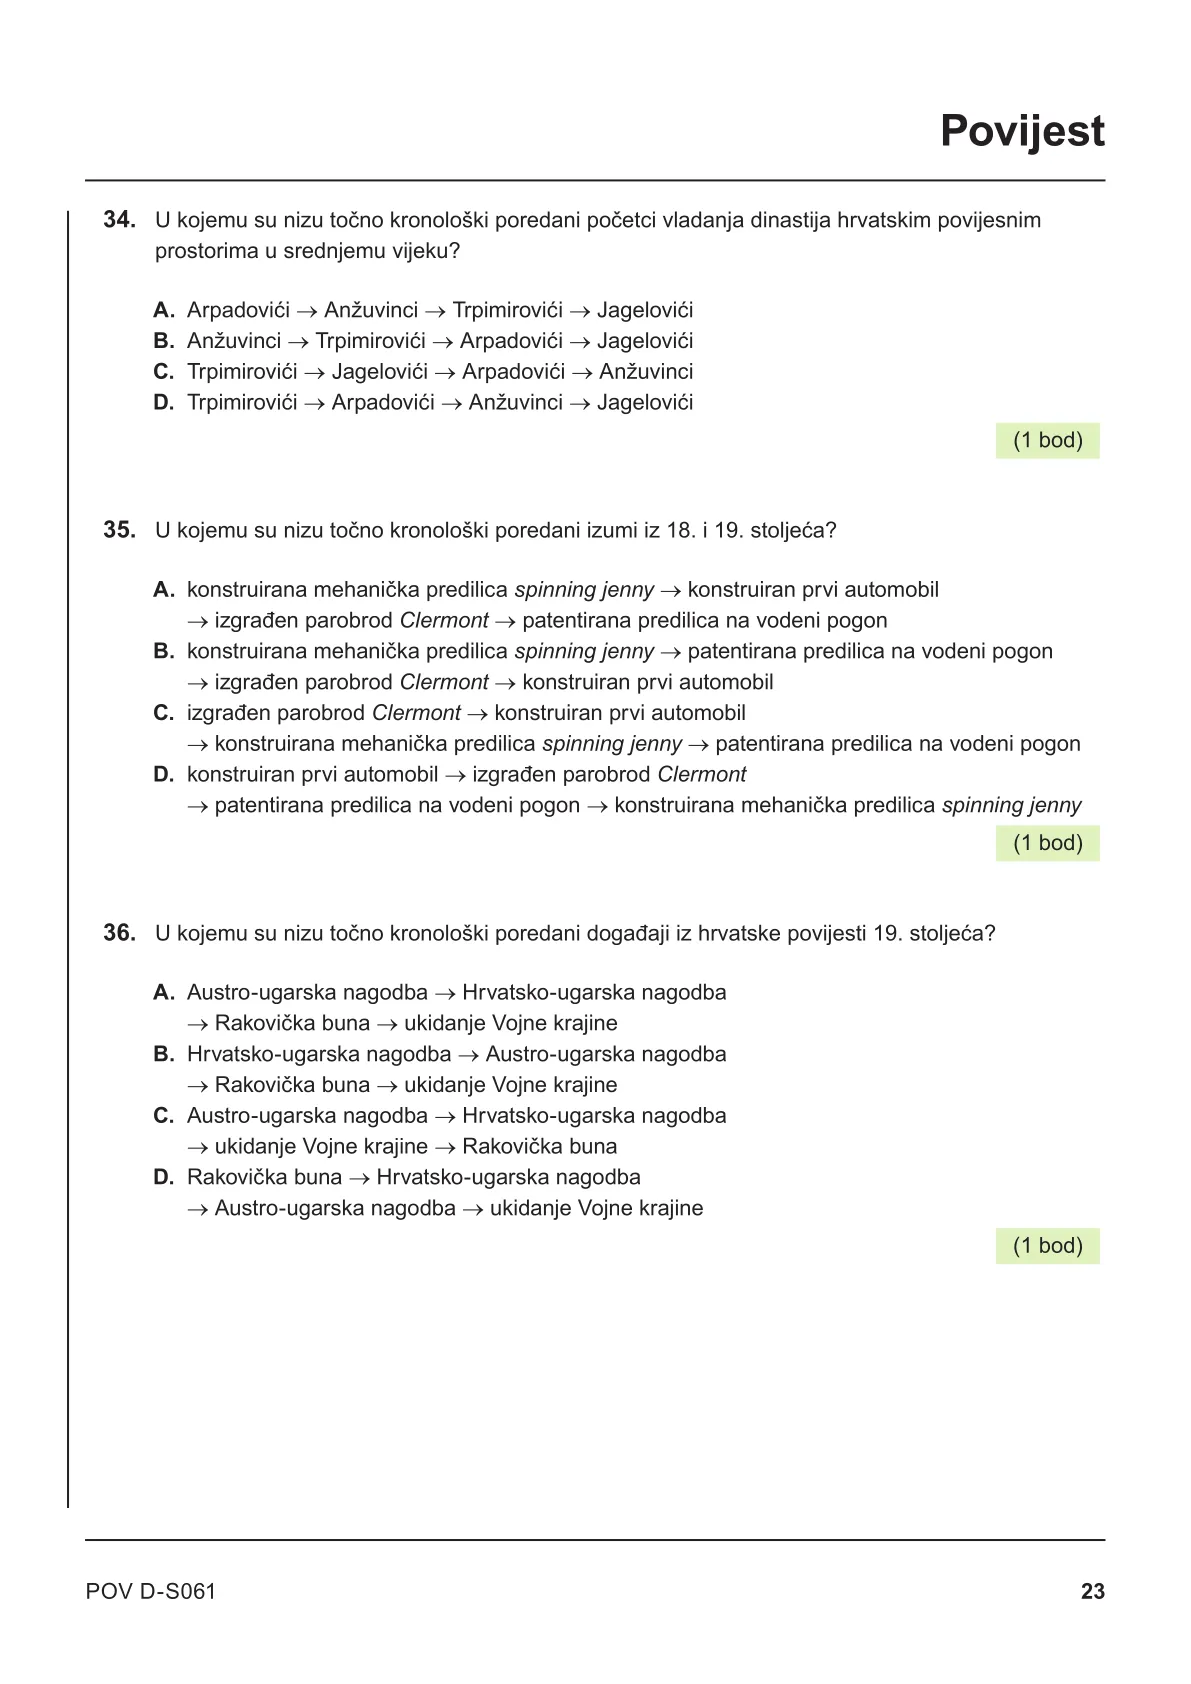 Povijest
34. U kojemu su nizu točno kronološki poredani početci vladanja dinastija hrvatskim povijesnim
prostorima u srednjemu vijeku?
A. Arpadovići → Anžuvinci → Trpimirovići → Jagelovići
B. Anžuvinci → Trpimirovići → Arpadovići → Jagelovići
C. Trpimirovići → Jagelovići → Arpadovići → Anžuvinci
D. Trpimirovići → Arpadovići → Anžuvinci → Jagelovići
(1 bod)
35. U kojemu su nizu točno kronološki poredani izumi iz 18. i 19. stoljeća?
A. konstruirana mehanička predilica spinning jenny → konstruiran prvi automobil
→ izgrađen parobrod Clermont → patentirana predilica na vodeni pogon
B. konstruirana mehanička predilica spinning jenny → patentirana predilica na vodeni pogon
→ izgrađen parobrod Clermont → konstruiran prvi automobil
C. izgrađen parobrod Clermont → konstruiran prvi automobil
→ konstruirana mehanička predilica spinning jenny → patentirana predilica na vodeni pogon
D. konstruiran prvi automobil → izgrađen parobrod Clermont
→ patentirana predilica na vodeni pogon → konstruirana mehanička predilica spinning jenny
(1 bod)
36. U kojemu su nizu točno kronološki poredani događaji iz hrvatske povijesti 19. stoljeća?
A. Austro-ugarska nagodba → Hrvatsko-ugarska nagodba
→ Rakovička buna → ukidanje Vojne krajine
B. Hrvatsko-ugarska nagodba → Austro-ugarska nagodba
→ Rakovička buna → ukidanje Vojne krajine
C. Austro-ugarska nagodba → Hrvatsko-ugarska nagodba
→ ukidanje Vojne krajine → Rakovička buna
D. Rakovička buna → Hrvatsko-ugarska nagodba
→ Austro-ugarska nagodba → ukidanje Vojne krajine
(1 bod)
POV D-S061
23